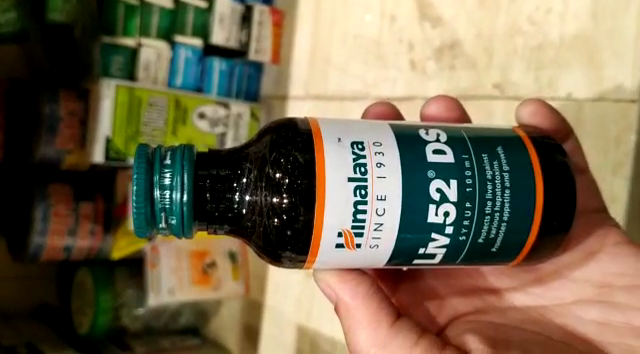 Himalaya
SINCE 1930
Liv.52® DS
SYRUP 100ml
Protects the liver against
various hepatotoxins.
Promotes appetite and growth.